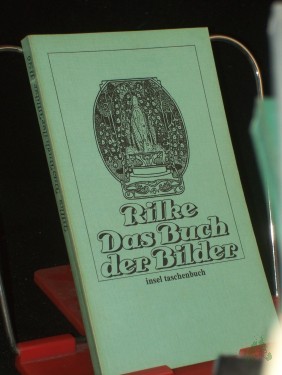 Rilke
Das Buch
der Bilder
insel taschenbuch